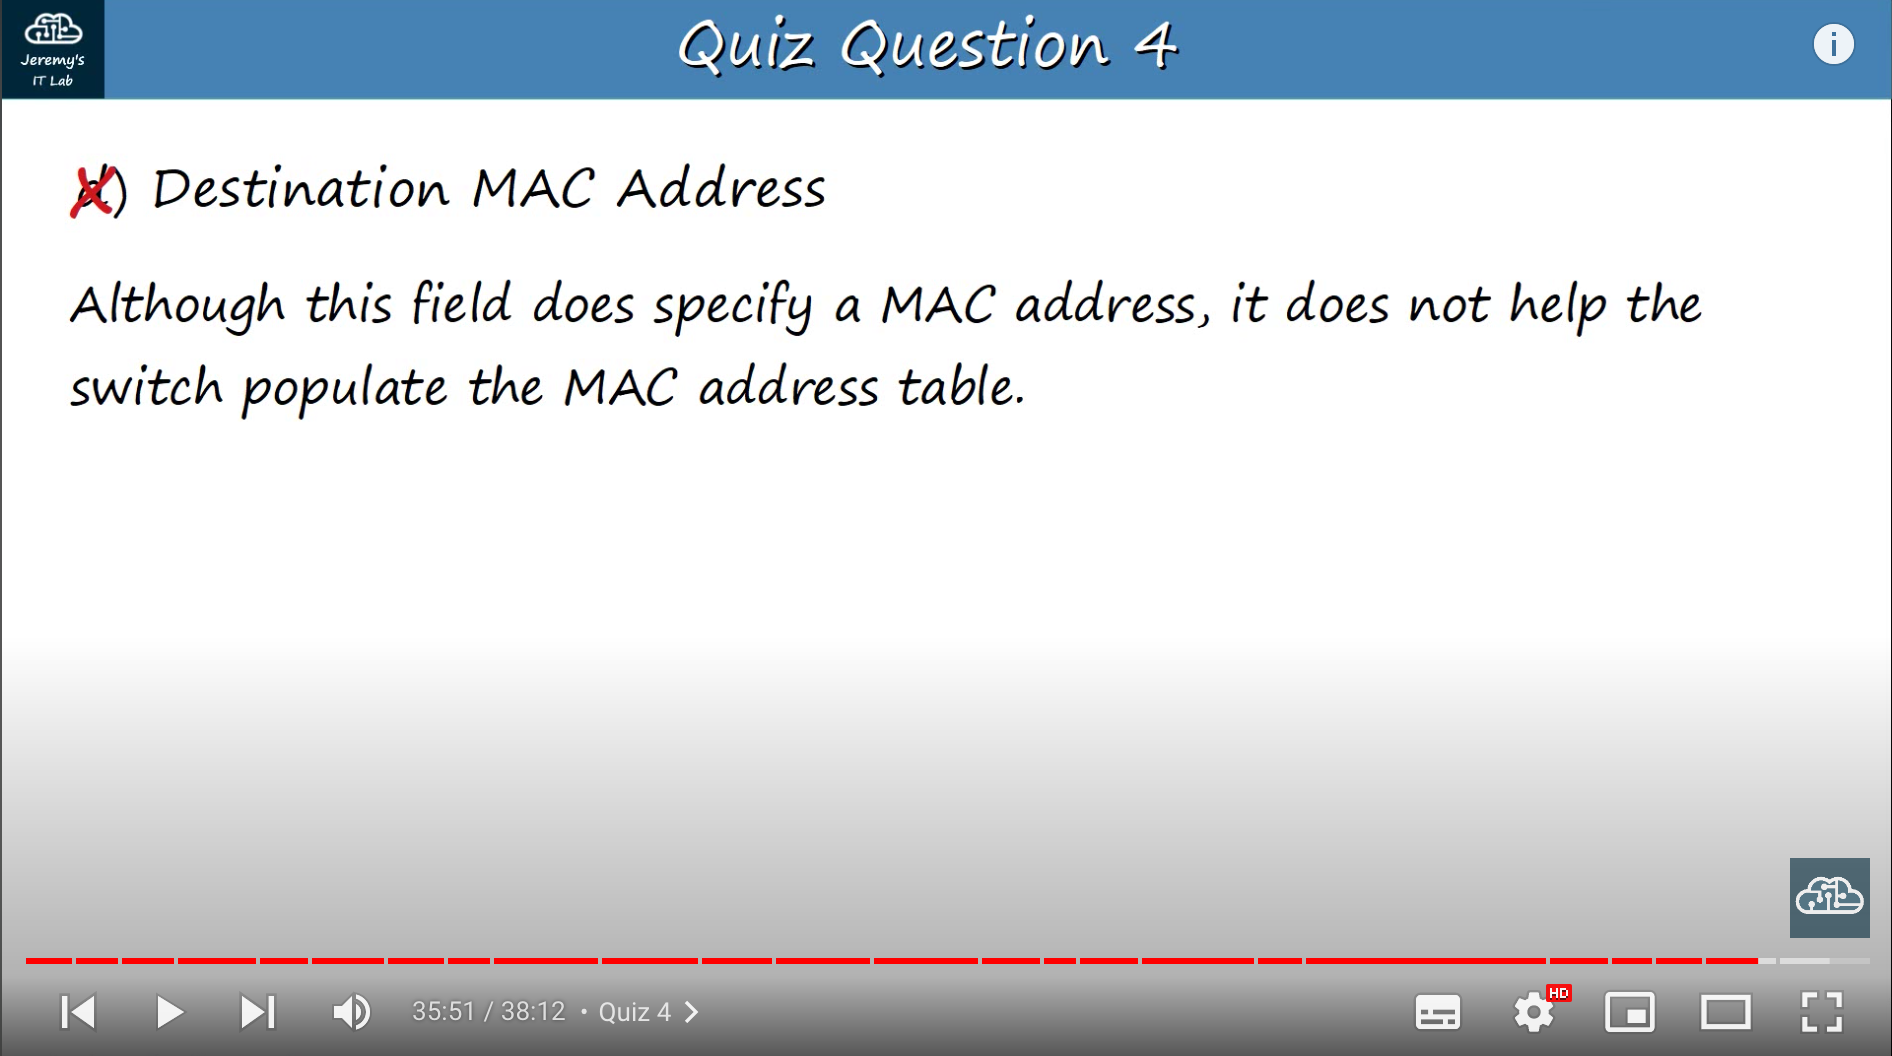 Jeremy's
IT Lab
Quiz Question 4
d) Destination MAC Address
Although this field does specify a MAC address, it does not help the
switch populate the MAC address table.
35:51 / 38:12 • Quiz 4
HD